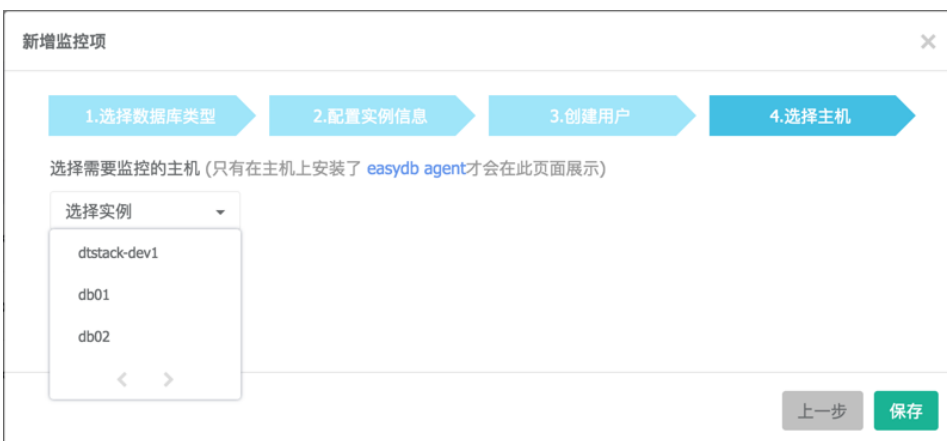 新增监控项
1.选择数据库类型 2.配置实例信息 3.创建用户 4.选择主机
选择需要监控的主机 (只有在主机上安装了 easydb agent才会在此页面展示)
选择实例
dtstack-dev1
db01
db02
上一步 保存